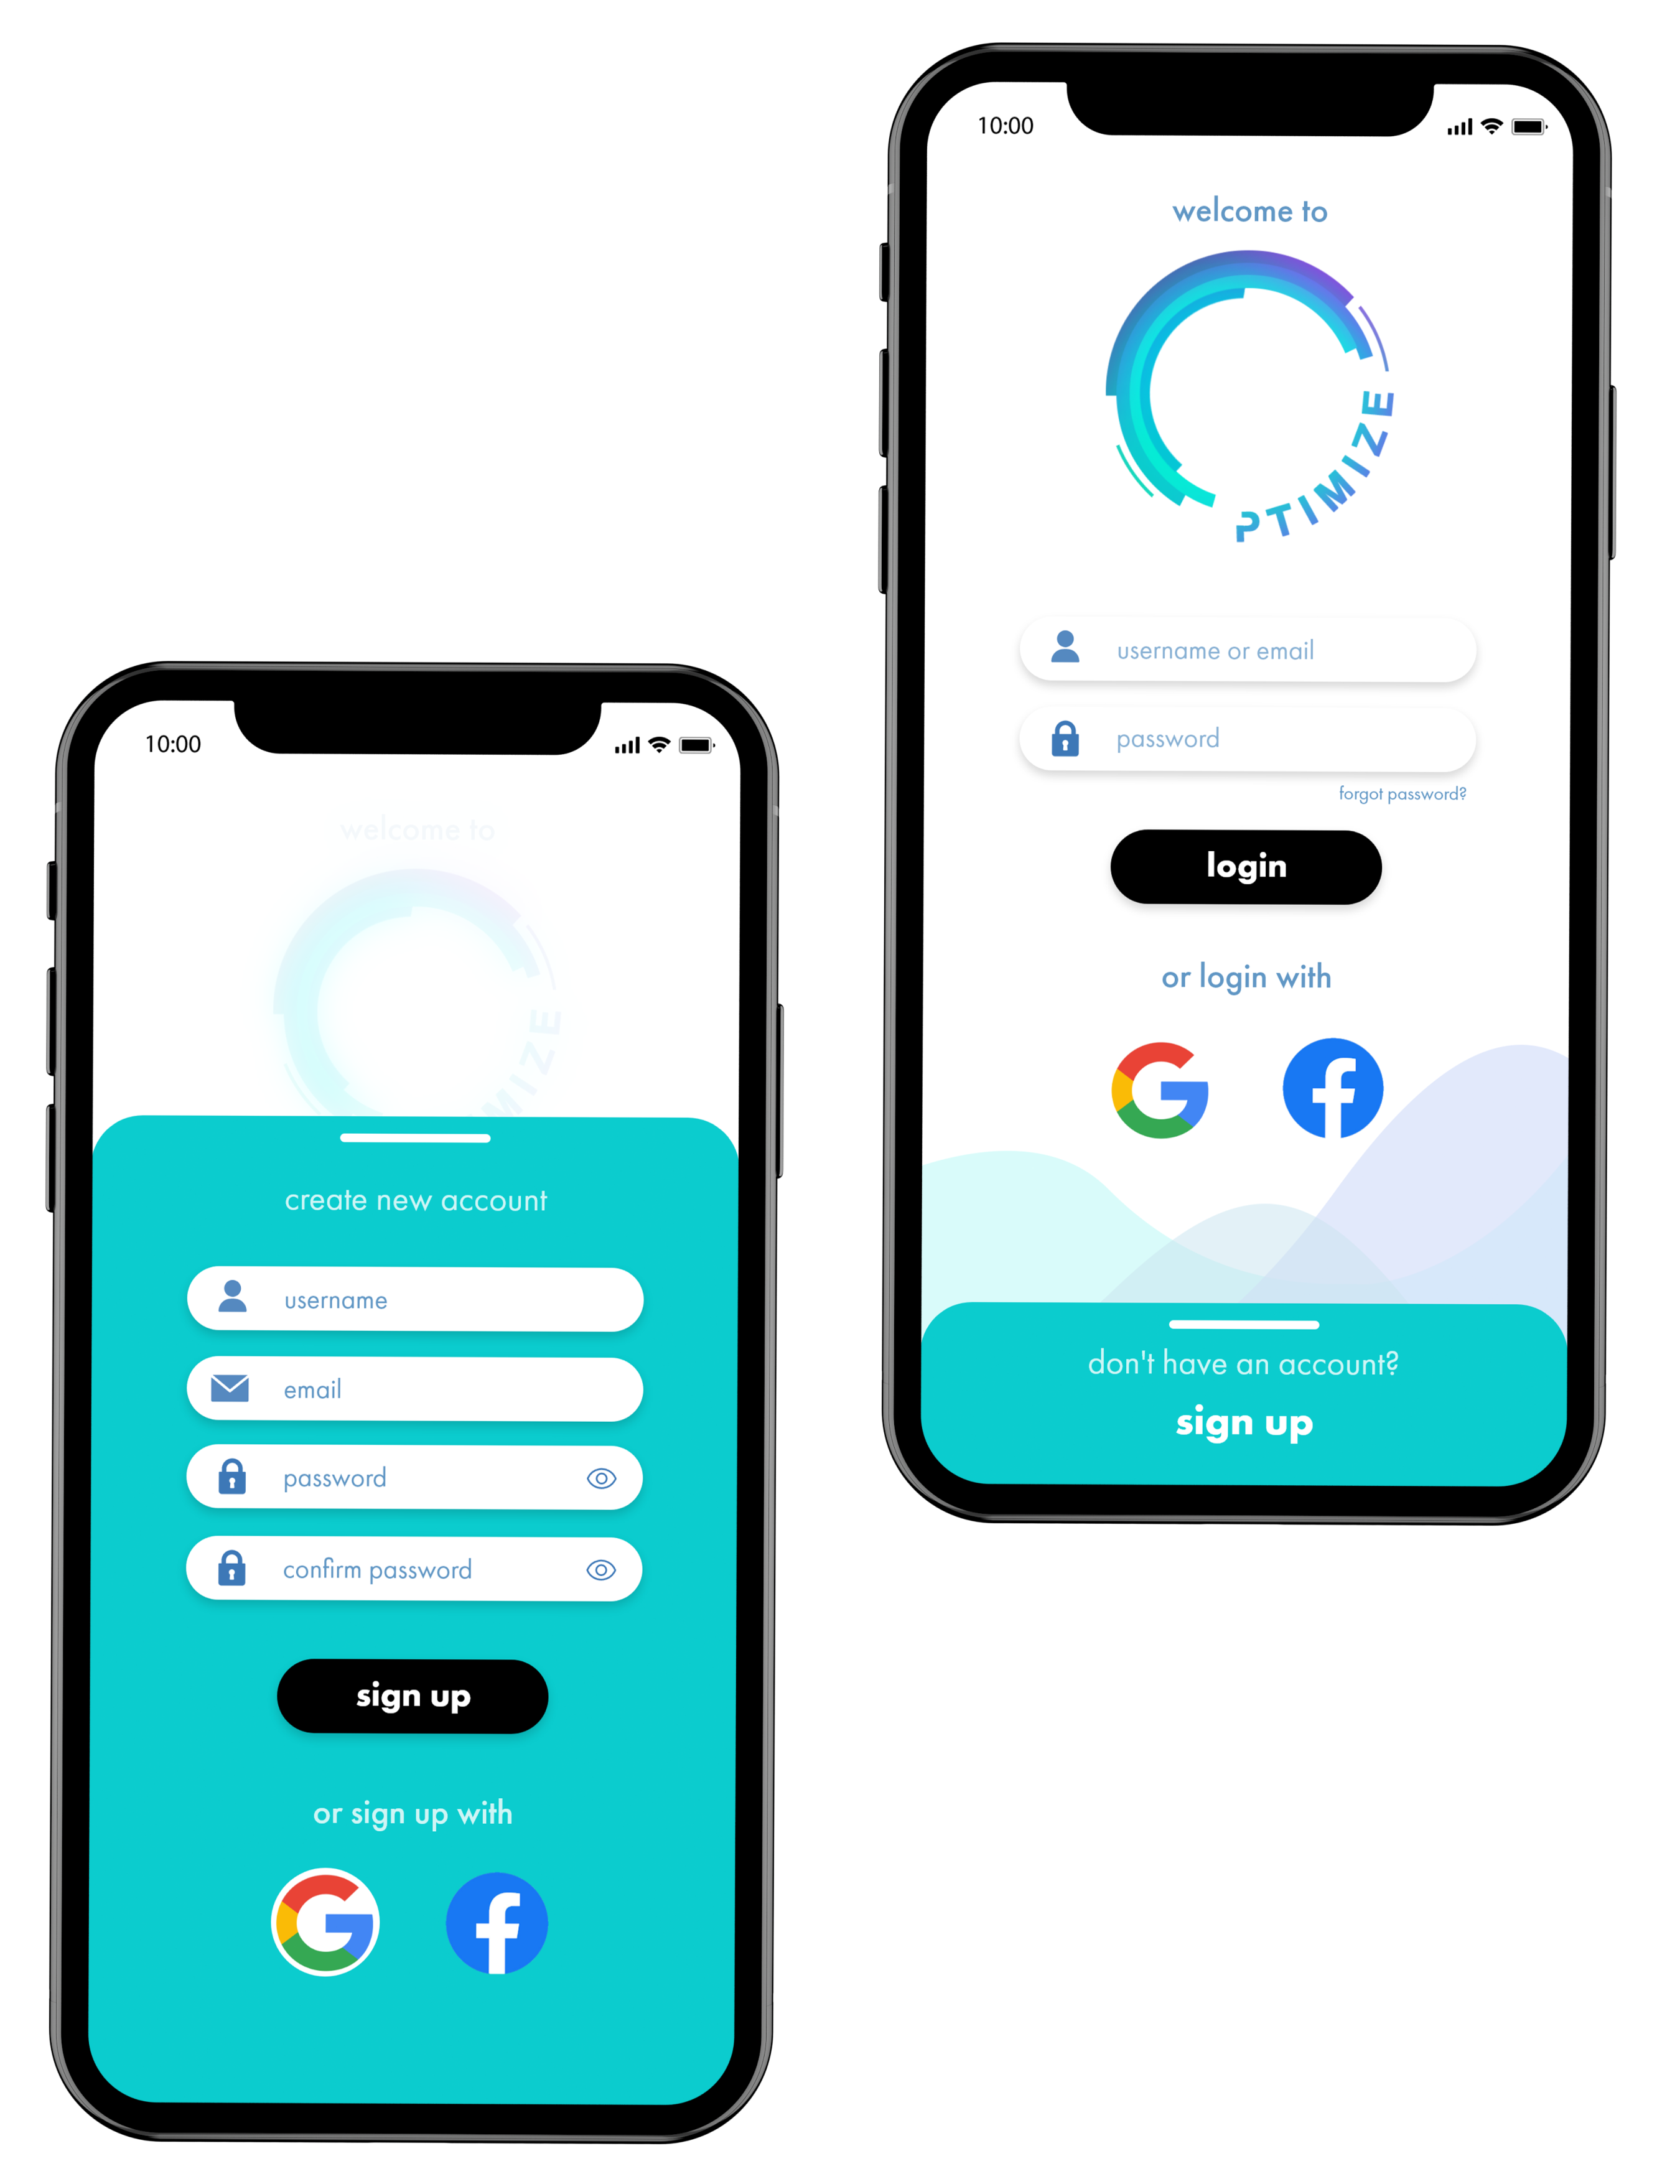 10:00
welcome to
PTIMIZE
username or email
password
forgot password?
login
or login with
don't have an account?
sign up
10:00
welcome to
MIZE
create new account
username
email
password
confirm password
sign up
or sign up with